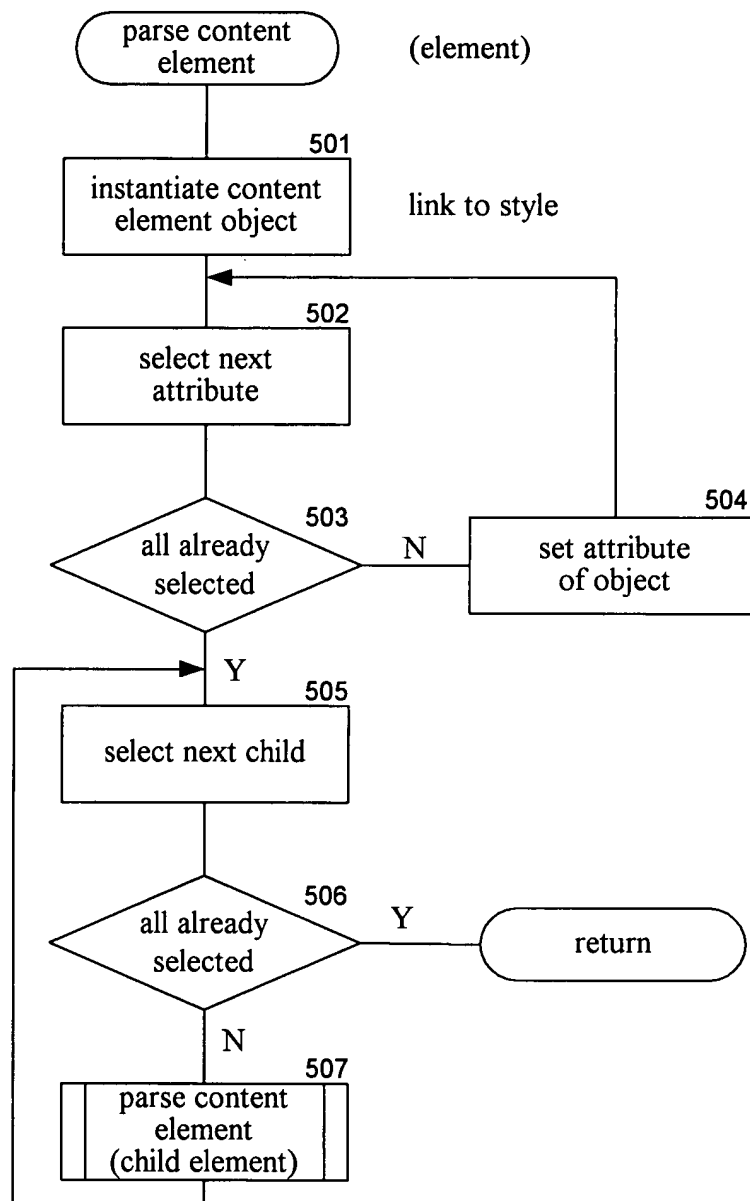 parse content
element
(element)
501
instantiate content
element object
link to style
502
select next
attribute
503
all already
selected
N
504
set attribute
of object
Y
505
select next child
506
all already
selected
Y
return
N
507
parse content
element
(child element)